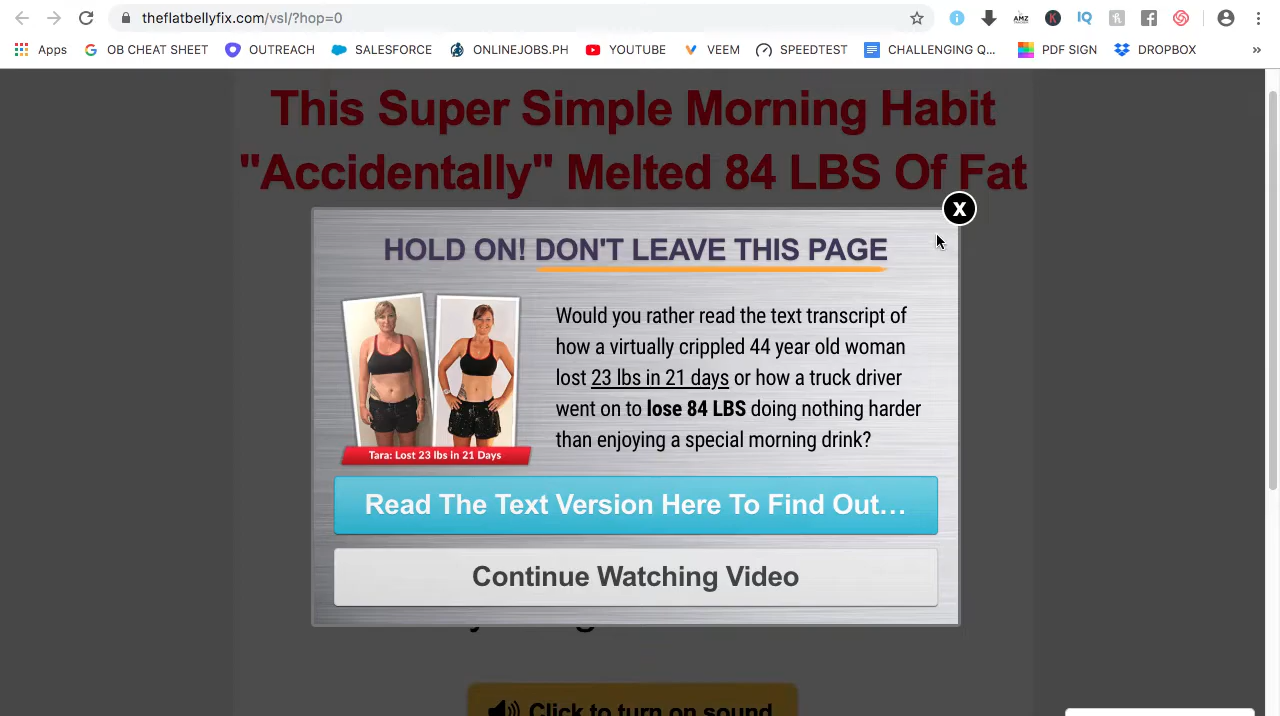 theflatbellyfix.com/vsl/?hop=0
AMZ
K
IQ
Apps
OB CHEAT SHEET
OUTREACH
SALESFORCE
ONLINEJOBS.PH
YOUTUBE
VEEM
SPEEDTEST
CHALLENGING Q...
PDF SIGN
DROPBOX
»
This Super Simple Morning Habit
"Accidentally" Melted 84 LBS Of Fat
X
HOLD ON! DON'T LEAVE THIS PAGE
Would you rather read the text transcript of
how a virtually crippled 44 year old woman
lost 23 lbs in 21 days or how a truck driver
went on to lose 84 LBS doing nothing harder
than enjoying a special morning drink?
Tara: Lost 23 lbs in 21 Days
Read The Text Version Here To Find Out...
Continue Watching Video
Click to turn on sound